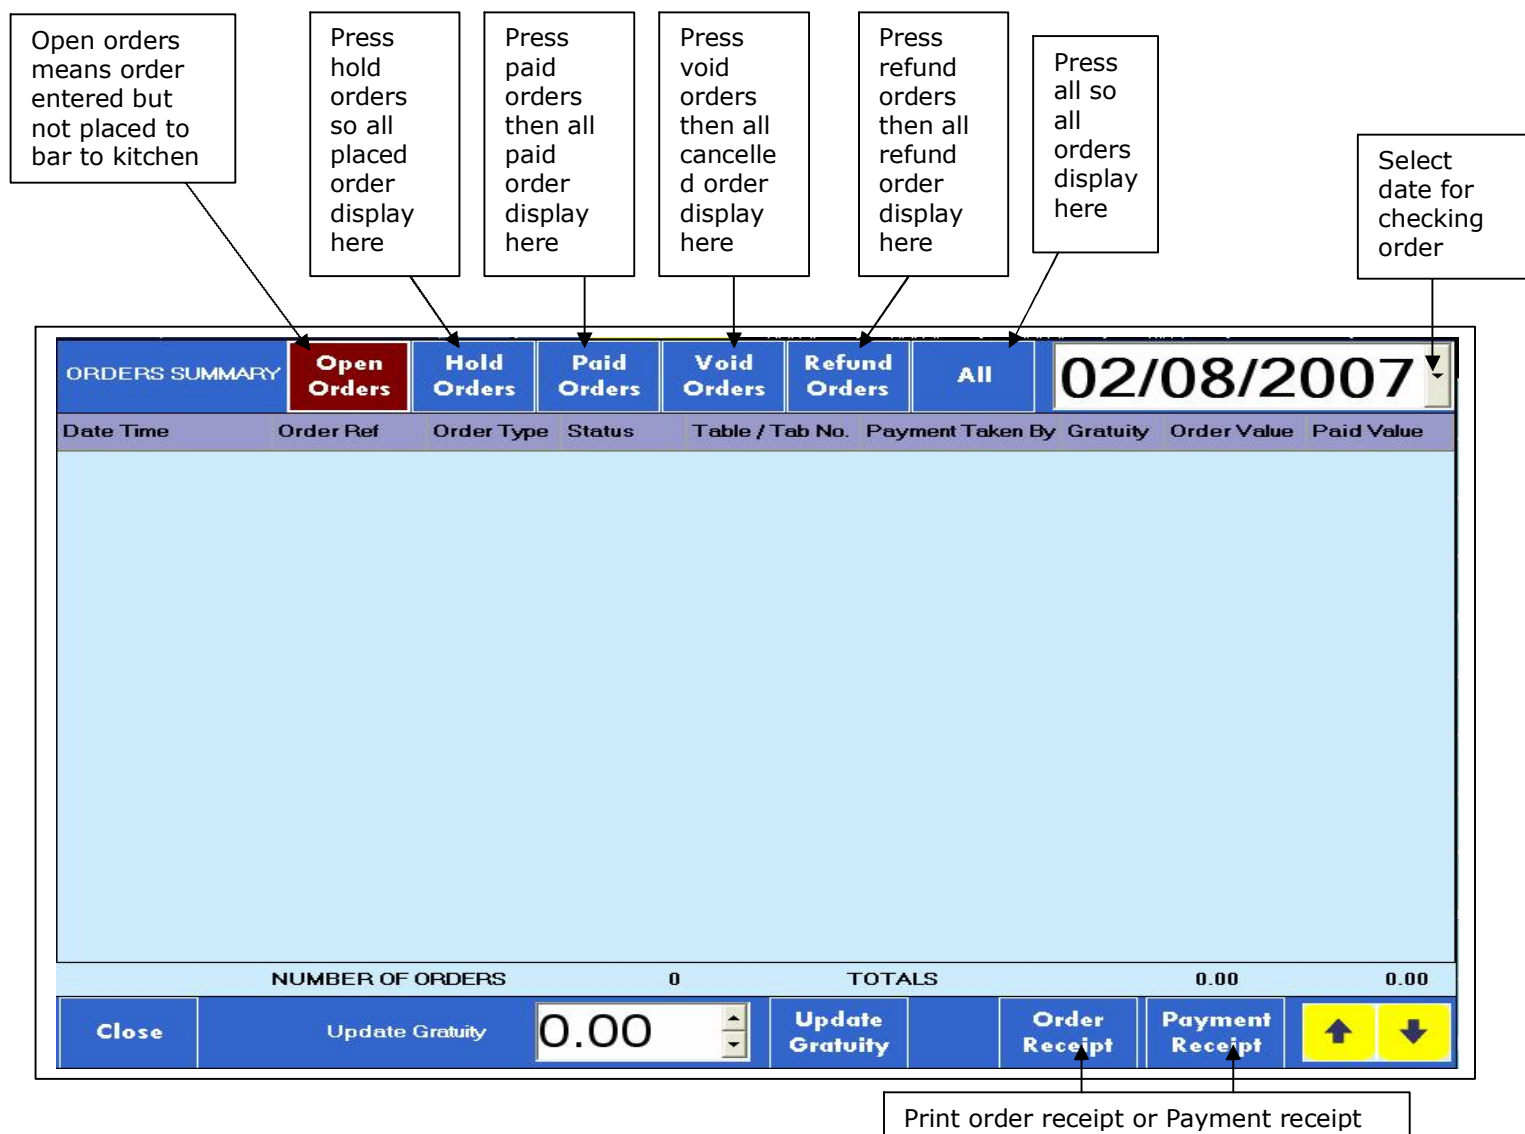 Open orders
means order
entered but
not placed to
bar to kitchen
Press
hold
orders
so all
placed
order
display
here
Press
paid
orders
then all
paid
order
display
here
Press
void
orders
then all
cancelle
d order
display
here
Press
refund
orders
then all
refund
order
display
here
Press
all so
all
orders
display
here
Select
date for
checking
order
ORDERS SUMMARY
Open
Orders
Hold
Orders
Paid
Orders
Void
Orders
Refund
Orders
All
02/08/2007
Date Time Order Ref Order Type Status Table / Tab No. Payment Taken By Gratuity Order Value Paid Value
NUMBER OF ORDERS 0 TOTALS 0.00 0.00
Close
Update Gratuity
0.00
Update
Gratuity
Order
Receipt
Payment
Receipt
Print order receipt or Payment receipt